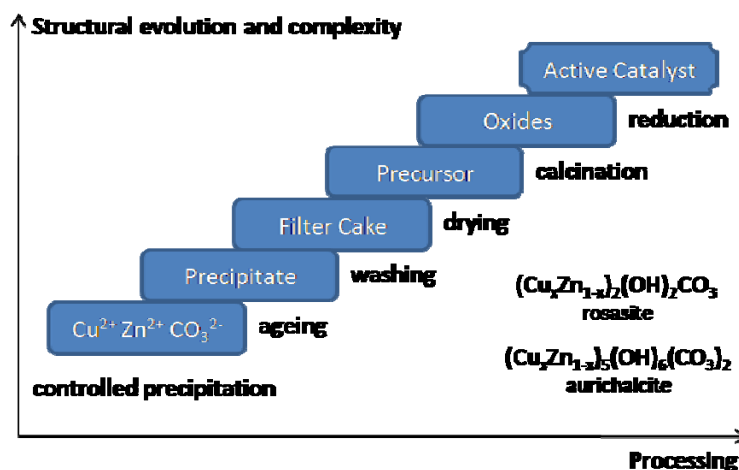 Structural evolution and complexity
Active Catalyst
Oxides
reduction
Precursor
calcination
Filter Cake
drying
Precipitate
washing
(CuₓZn₁₋ₓ)₂(OH)₂CO₃
rosasite
Cu²⁺ Zn²⁺ CO₃²⁻
ageing
(CuₓZn₁₋ₓ)₅(OH)₆(CO₃)₂
aurichalcite
controlled precipitation
Processing